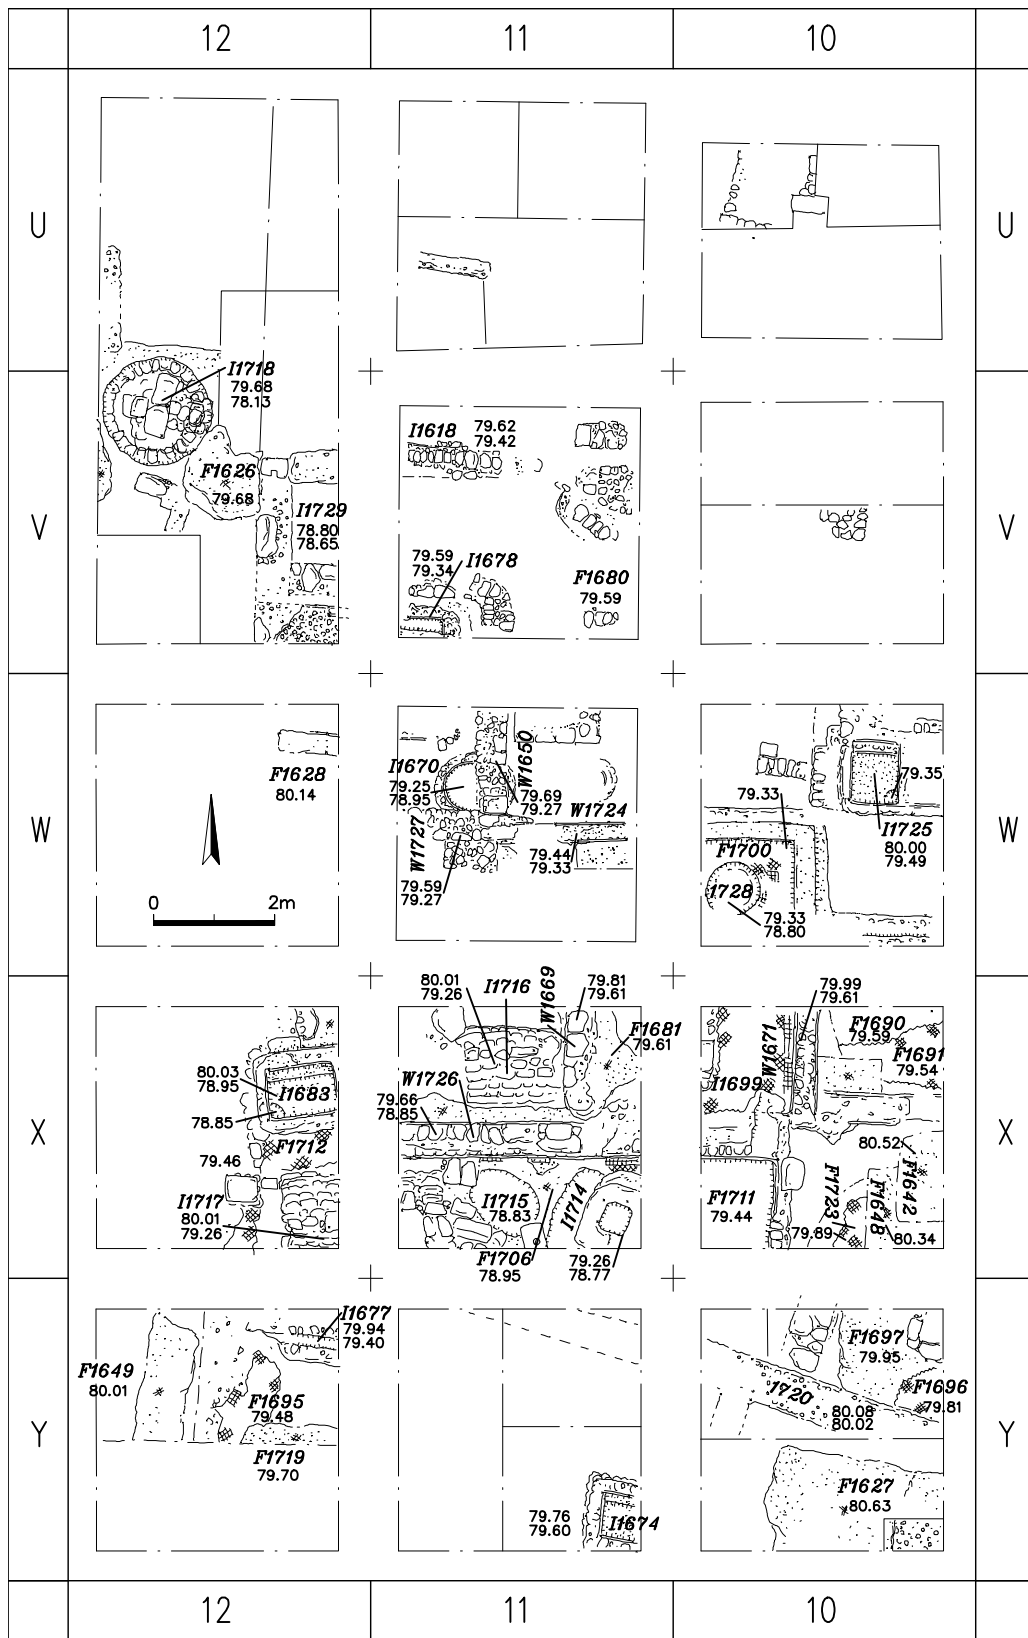 12 11 10
U U
I1718
79.68
78.13
V V
I1618 79.62
79.42
F1626
79.68
I1729
78.80
78.65
79.59
79.34 I1678
F1680
79.59
W W
F1628
80.14
0 2m
I1670
79.25
78.95
W1650
79.69
79.27
W1724
W1727
79.44
79.33
79.59
79.27
79.35
79.33
I1725
80.00
79.49
F1700
1728
79.33
78.80
X X
80.03
78.95
I1683
78.85
F1712
79.46
I1717
80.01
79.26
80.01
79.26
I1716
W1669
79.81
79.61
F1681
79.61
W1726
79.66
78.85
I1715
78.83
I1714
F1706
78.95
79.26
78.77
79.99
79.61
F1690
79.59
F1691
79.54
W1671
I1699
80.52
F1642
F1711
79.44
F1723
F1648
79.89
80.34
Y Y
I1677
79.94
79.40
F1649
80.01
F1695
79.48
F1719
79.70
79.76
79.60
I1674
F1697
79.95
F1696
79.81
1720
80.08
80.02
F1627
80.63
12 11 10